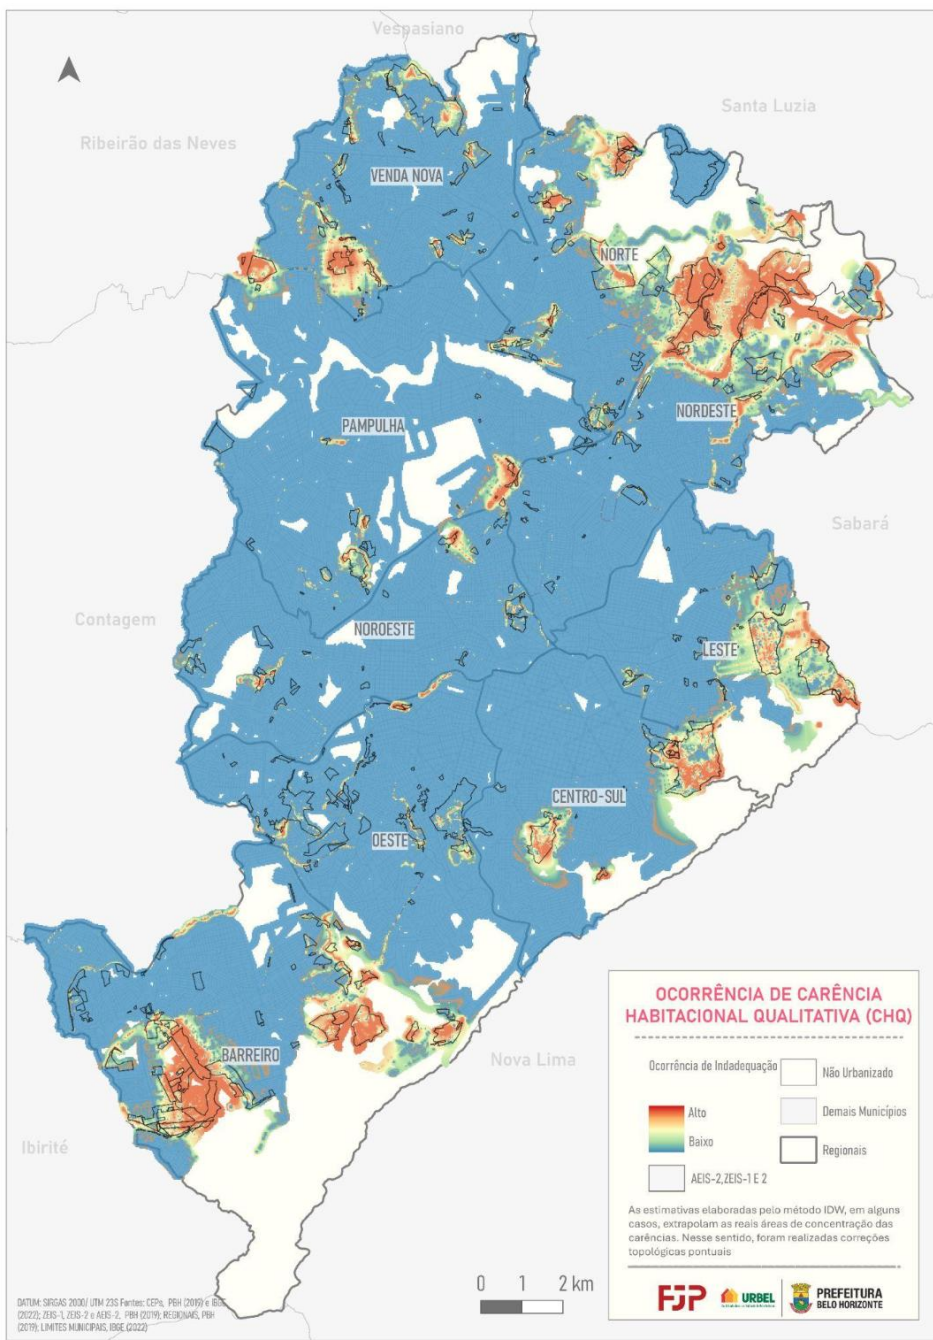 Vespasiano
Santa Luzia
Ribeirão das Neves
VENDA NOVA
NORTE
NORDESTE
PAMPULHA
Sabará
Contagem
NOROESTE
LESTE
CENTRO-SUL
OESTE
BARREIRO
Nova Lima
Ibirité
OCORRÊNCIA DE CARÊNCIA
HABITACIONAL QUALITATIVA (CHQ)
Ocorrência de Indadequação
Alto
Baixo
AEIS-2,ZEIS-1 E 2
Não Urbanizado
Demais Municípios
Regionais
As estimativas elaboradas pelo método IDW, em alguns
casos, extrapolam as reais áreas de concentração das
carências. Nesse sentido, foram realizadas correções
topológicas pontuais
FJP
URBEL
PREFEITURA
BELO HORIZONTE
0 1 2 km
DATUM: SIRGAS 2000/ UTM 23S Fontes: CEPs, PBH (2019) e IBGE
(2022); ZEIS-1, ZEIS-2 e AEIS-2, PBH (2019); REGIONAIS, PBH
(2019); LIMITES MUNICIPAIS, IBGE (2022)